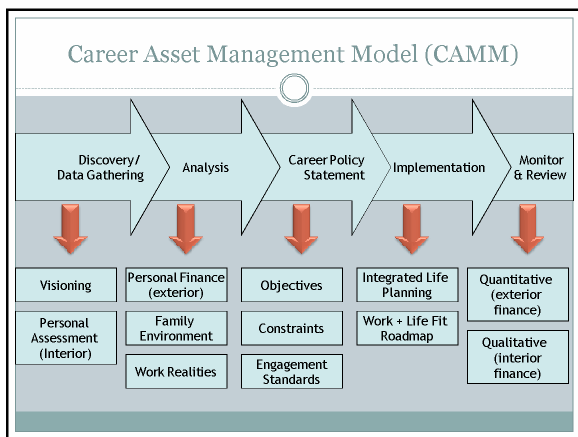 Career Asset Management Model (CAMM)
Discovery/
Data Gathering
Analysis
Career Policy
Statement
Implementation
Monitor
& Review
Visioning
Personal
Assessment
(Interior)
Personal Finance
(exterior)
Family
Environment
Work Realities
Objectives
Constraints
Engagement
Standards
Integrated Life
Planning
Work + Life Fit
Roadmap
Quantitative
(exterior
finance)
Qualitative
(interior
finance)